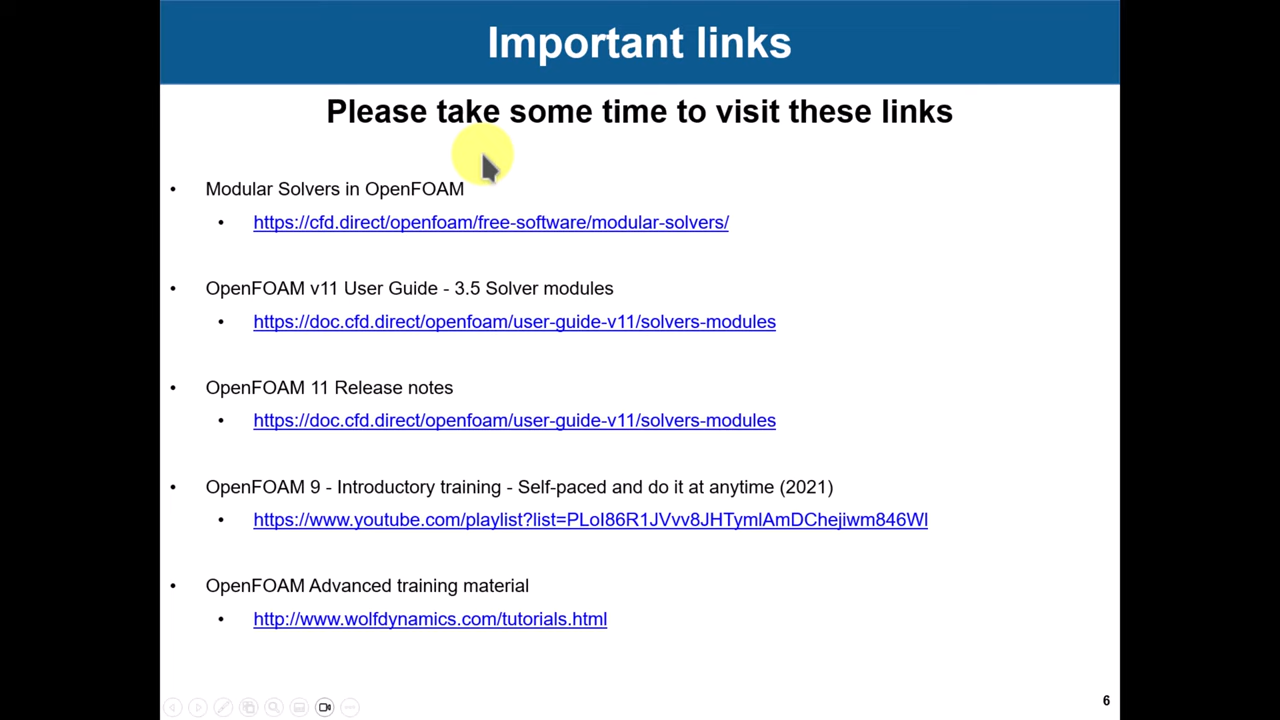 Important links
Please take some time to visit these links
• Modular Solvers in OpenFOAM
• https://cfd.direct/openfoam/free-software/modular-solvers/
• OpenFOAM v11 User Guide - 3.5 Solver modules
• https://doc.cfd.direct/openfoam/user-guide-v11/solvers-modules
• OpenFOAM 11 Release notes
• https://doc.cfd.direct/openfoam/user-guide-v11/solvers-modules
• OpenFOAM 9 - Introductory training - Self-paced and do it at anytime (2021)
• https://www.youtube.com/playlist?list=PLoI86R1JVvv8JHTymlAmDChejiwm846Wl
• OpenFOAM Advanced training material
• http://www.wolfdynamics.com/tutorials.html
6